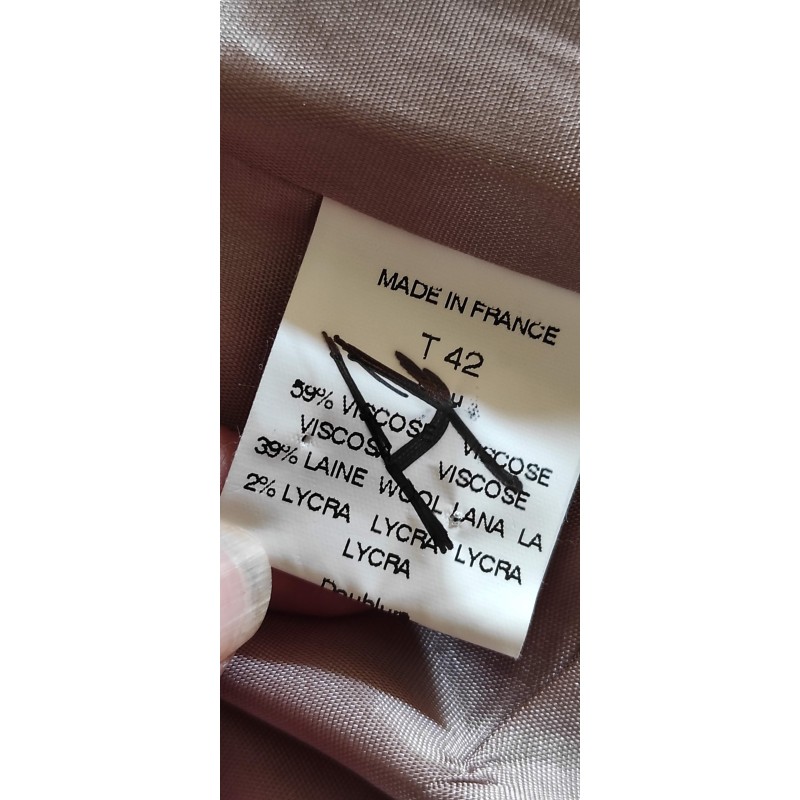 MADE IN FRANCE
T 42
59% VISCOSE VISCOSE
VISCOSE VISCOSE
39% LAINE WOOL LANA LA
2% LYCRA LYCRA LYCRA
LYCRA